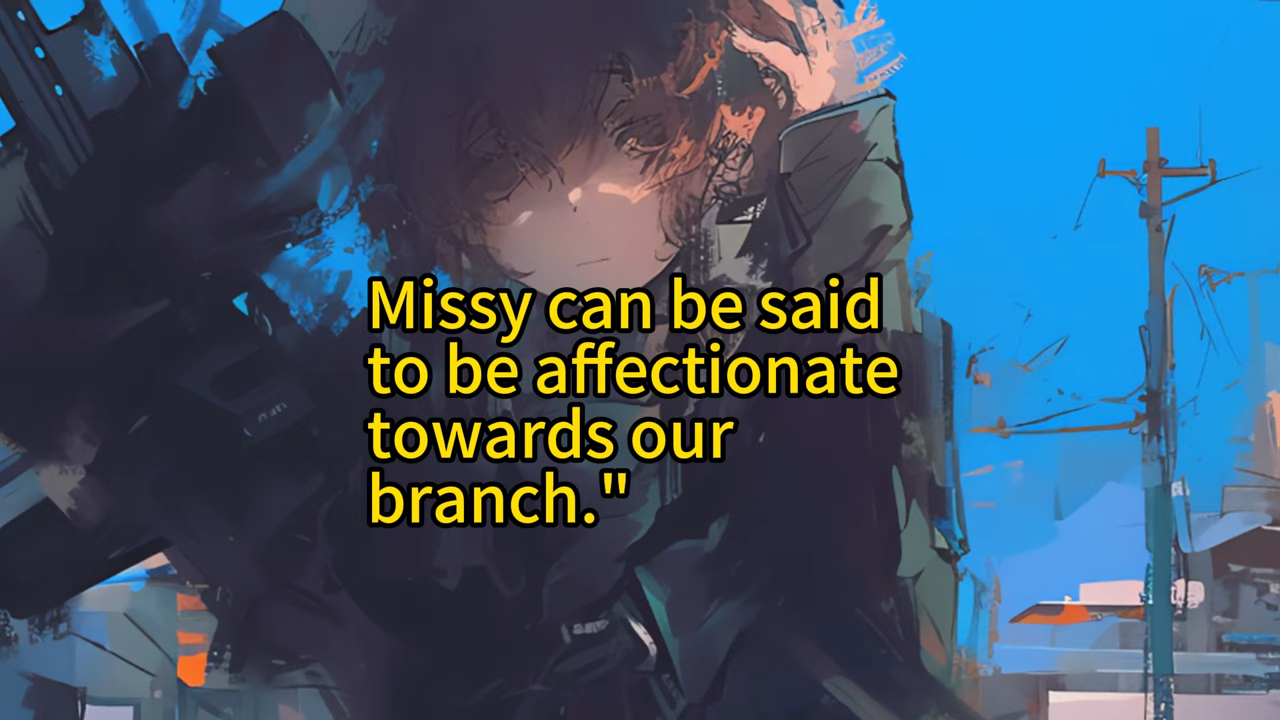 Missy can be said
to be affectionate
towards our
branch."